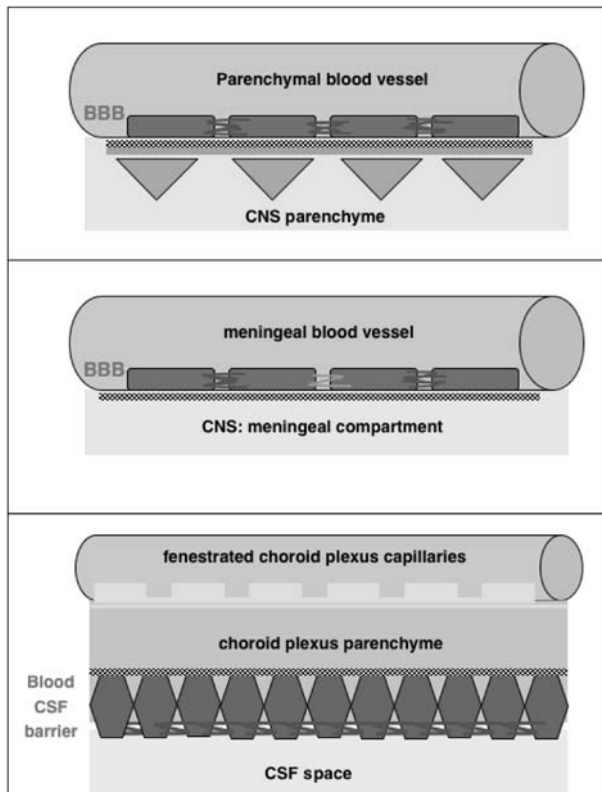 Parenchymal blood vessel
BBB
CNS parenchyme
meningeal blood vessel
BBB
CNS: meningeal compartment
fenestrated choroid plexus capillaries
choroid plexus parenchyme
Blood
CSF
barrier
CSF space